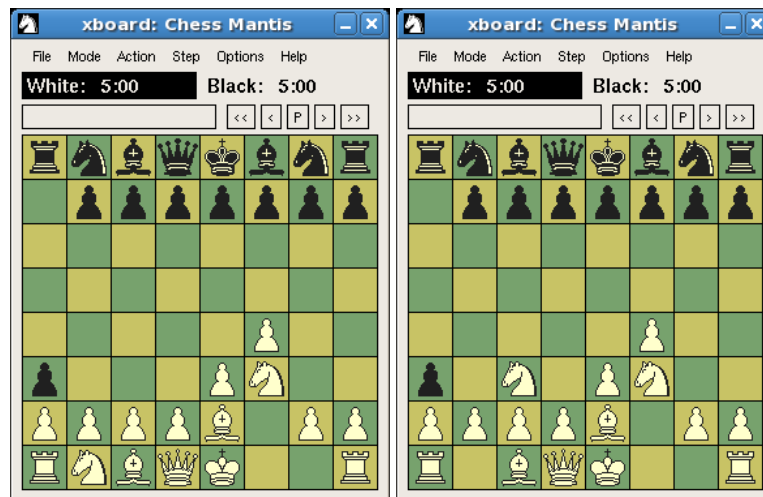 xboard: Chess Mantis
File Mode Action Step Options Help
White: 5:00 Black: 5:00
<< < P > >>
xboard: Chess Mantis
File Mode Action Step Options Help
White: 5:00 Black: 5:00
<< < P > >>